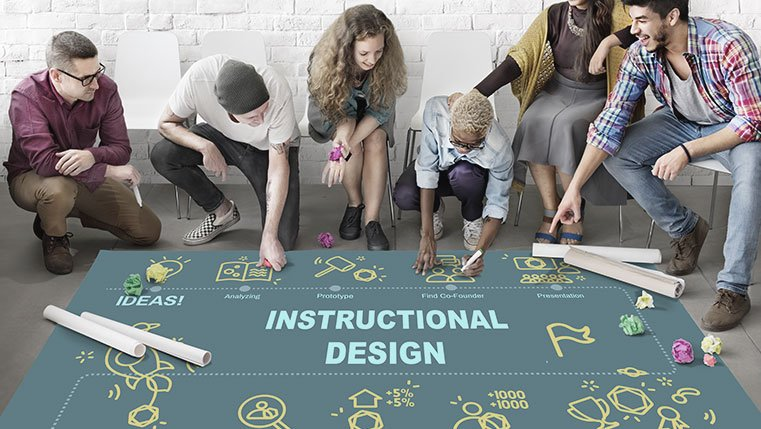 IDEAS!
Analyzing
Prototype
Find Co-Founder
Presentation
INSTRUCTIONAL
DESIGN
+5%
+5%
+1000
+1000